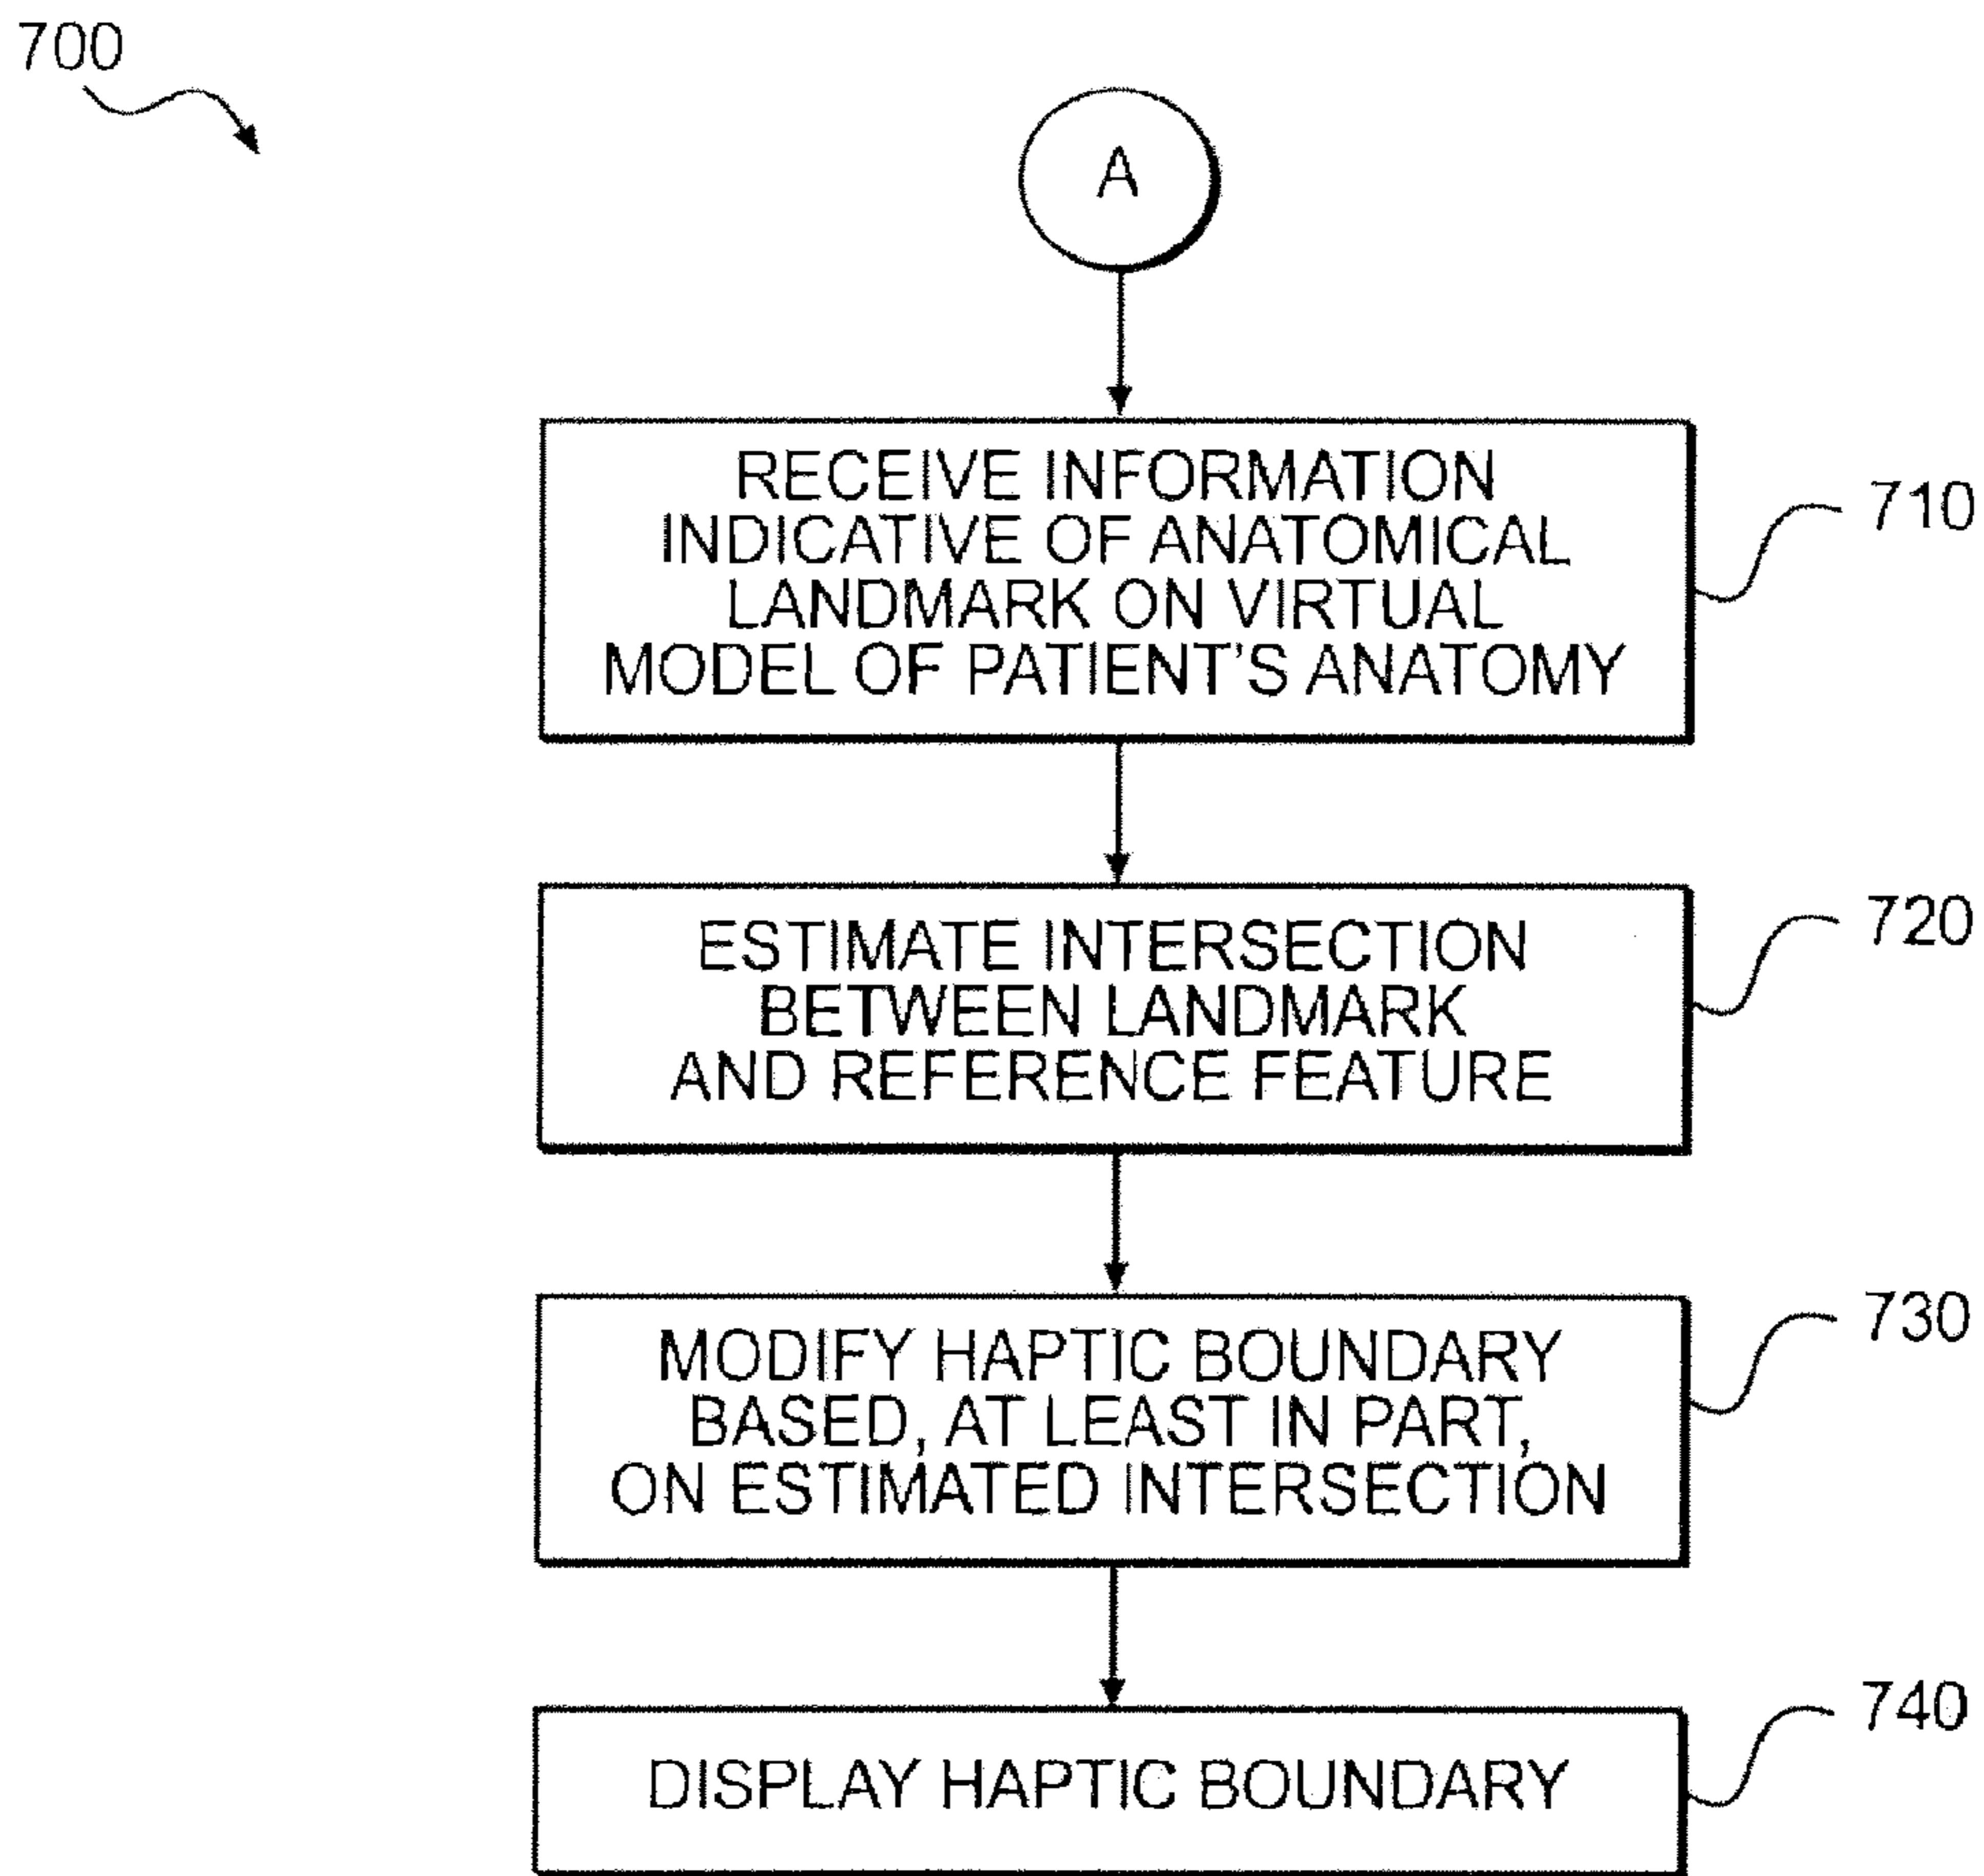 700
A
RECEIVE INFORMATION
INDICATIVE OF ANATOMICAL
LANDMARK ON VIRTUAL
MODEL OF PATIENT'S ANATOMY
710
ESTIMATE INTERSECTION
BETWEEN LANDMARK
AND REFERENCE FEATURE
720
MODIFY HAPTIC BOUNDARY
BASED, AT LEAST IN PART,
ON ESTIMATED INTERSECTION
730
DISPLAY HAPTIC BOUNDARY
740